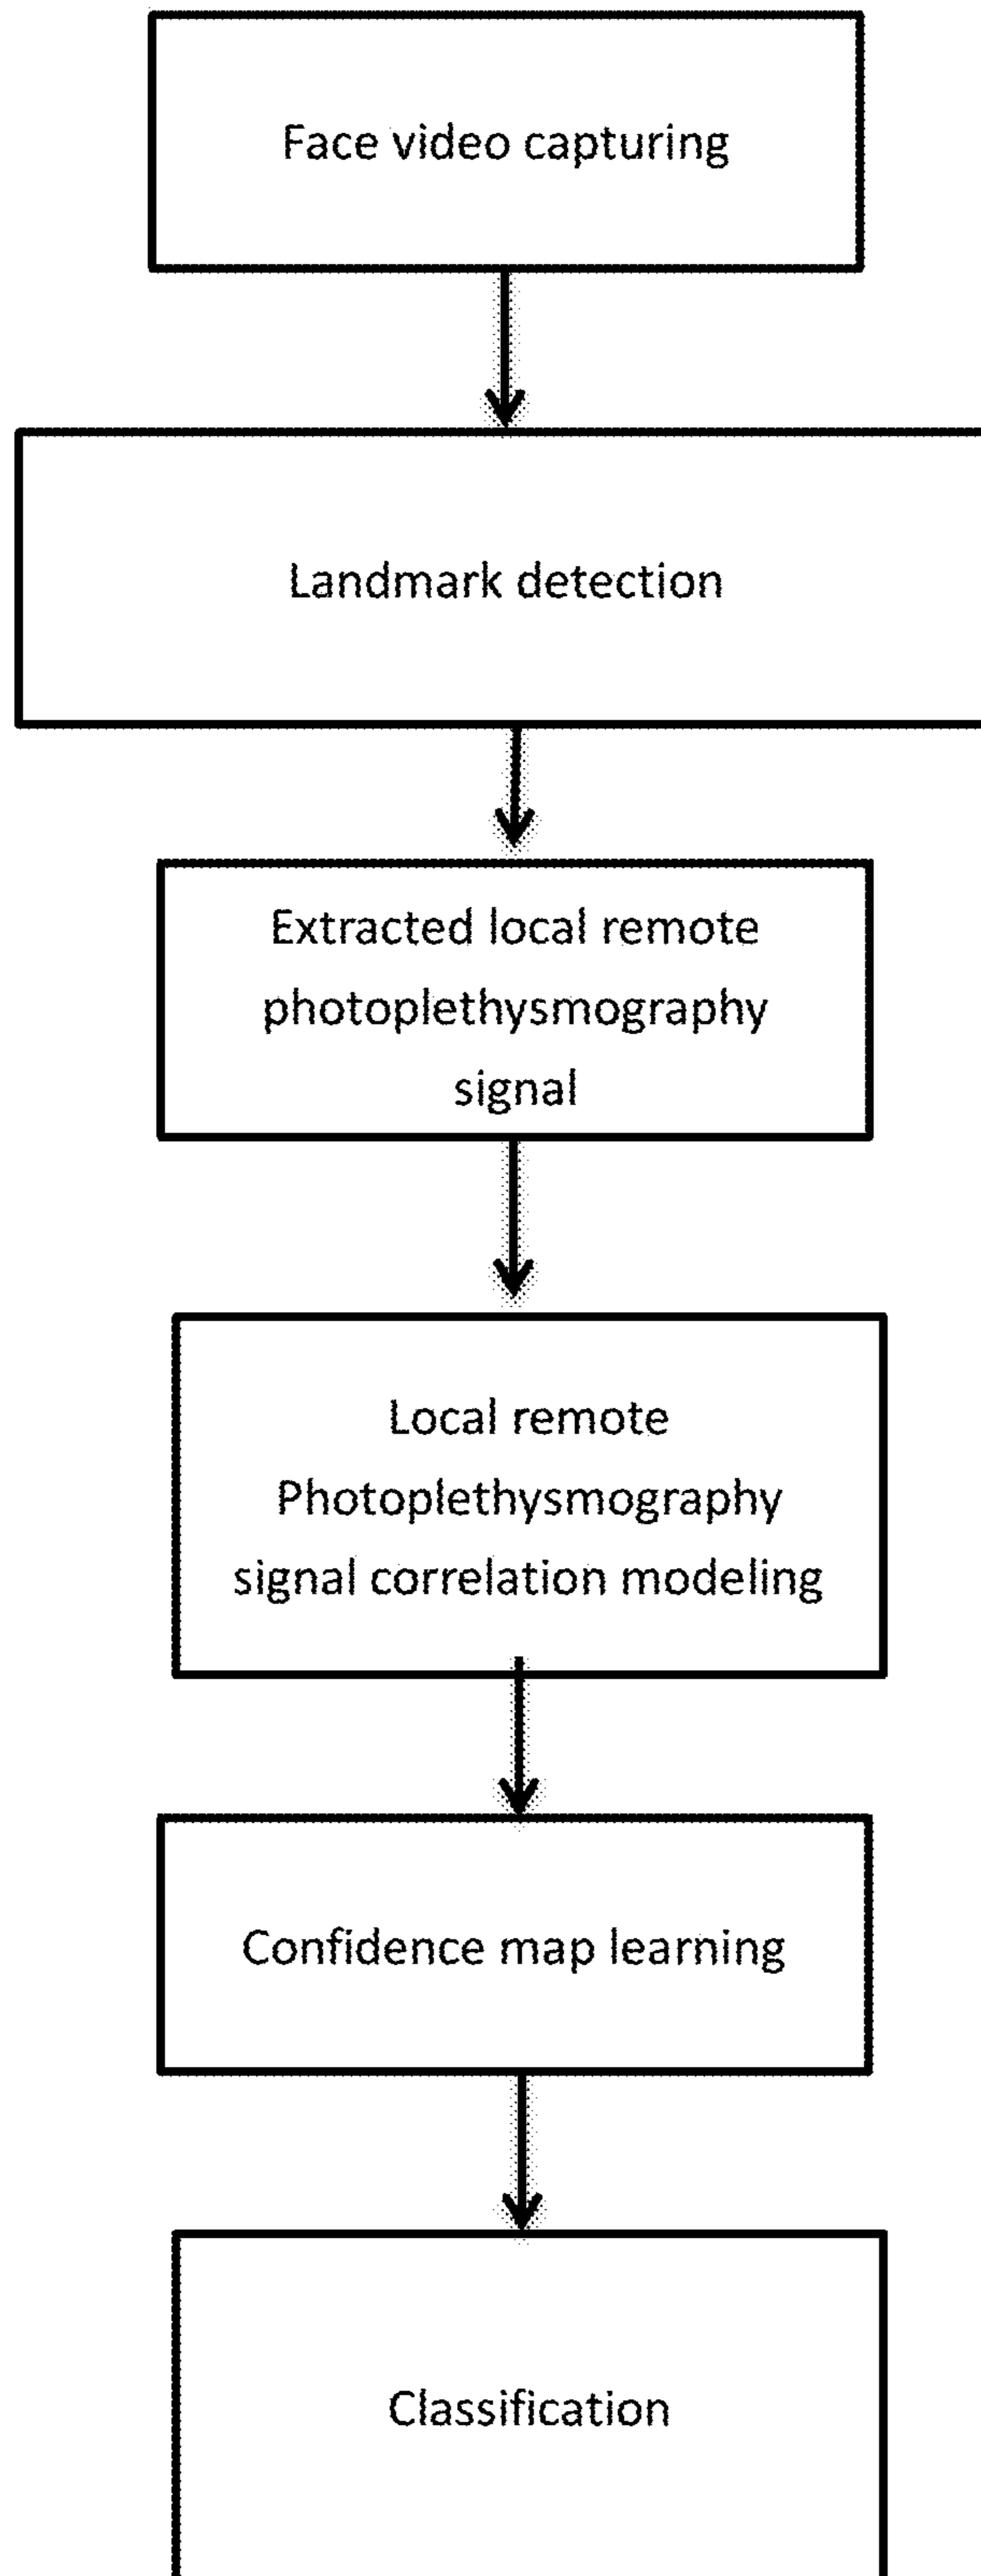 Face video capturing
Landmark detection
Extracted local remote
photoplethysmography
signal
Local remote
Photoplethysmography
signal correlation modeling
Confidence map learning
Classification